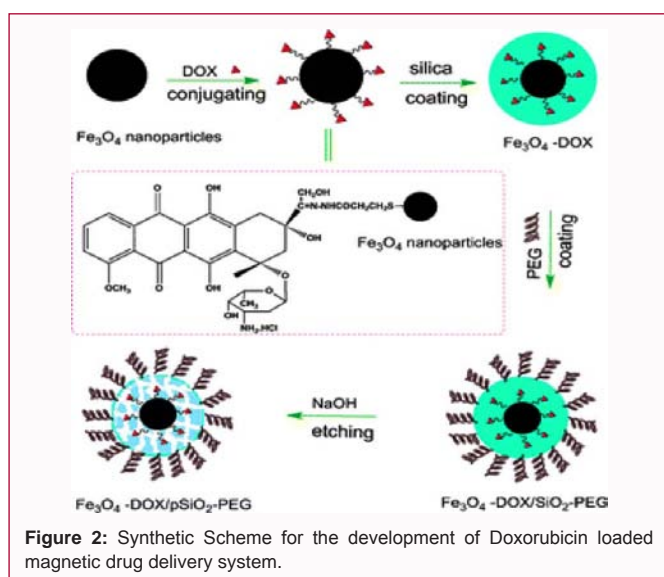 DOX
conjugating
silica
coating
Fe₃O₄ nanoparticles
Fe₃O₄ -DOX
CH₂OH
C=N-NHCOCH₂CH₂S
O
OH
OH
Fe₃O₄ nanoparticles
OCH₃
O
OH
O
CH₃
O
OH
NH₂.HCl
PEG
coating
NaOH
etching
Fe₃O₄ -DOX/pSiO₂-PEG
Fe₃O₄ -DOX/SiO₂-PEG
Figure 2: Synthetic Scheme for the development of Doxorubicin loaded
magnetic drug delivery system.